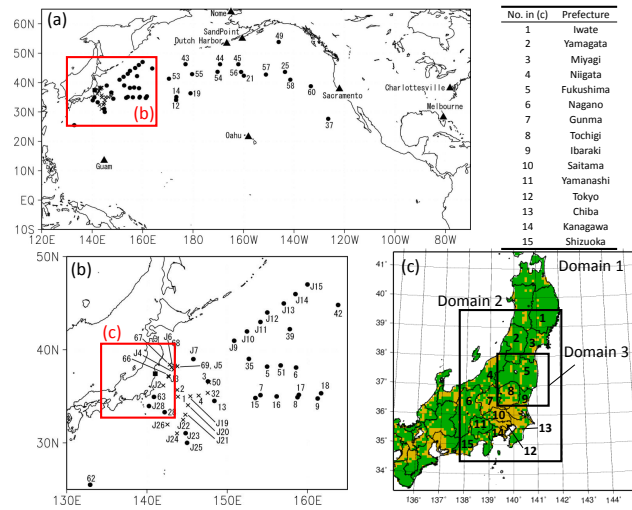 (a)
Nome
SandPoint
Dutch Harbor
49
43 44 45 25
53 55 54 56 21 51 57 58 60
14 12 19
37
(b)
Sacramento
Charlottesville
Melbourne
Oahu
Guam
60N
50N
40N
30N
20N
10N
EQ
10S
120E 140E 160E 180 160W 140W 120W 100W 80W
No. in (c) Prefecture
1 Iwate
2 Yamagata
3 Miyagi
4 Niigata
5 Fukushima
6 Nagano
7 Gunma
8 Tochigi
9 Ibaraki
10 Saitama
11 Yamanashi
12 Tokyo
13 Chiba
14 Kanagawa
15 Shizuoka
(b)
50N
40N
30N
130E 140E 150E 160E
(c)
J15
J14
J13
42
J12
J11
39
J10
J9
J7
J6
68
67
J4
66
J3
69, J5
35
5
51
6
3
50
J2
63
1
4
32
13
J28
28
15
7
16
8
18
17
9
J19
J20
J21
J22
J26
J24
J23
J25
62
(c)
Domain 1
Domain 2
Domain 3
1
2
3
4
5
6
7
8
9
10
11
14
15
13
12
41°
40°
39°
38°
37°
36°
35°
34°
136° 137° 138° 139° 140° 141° 142° 143° 144°